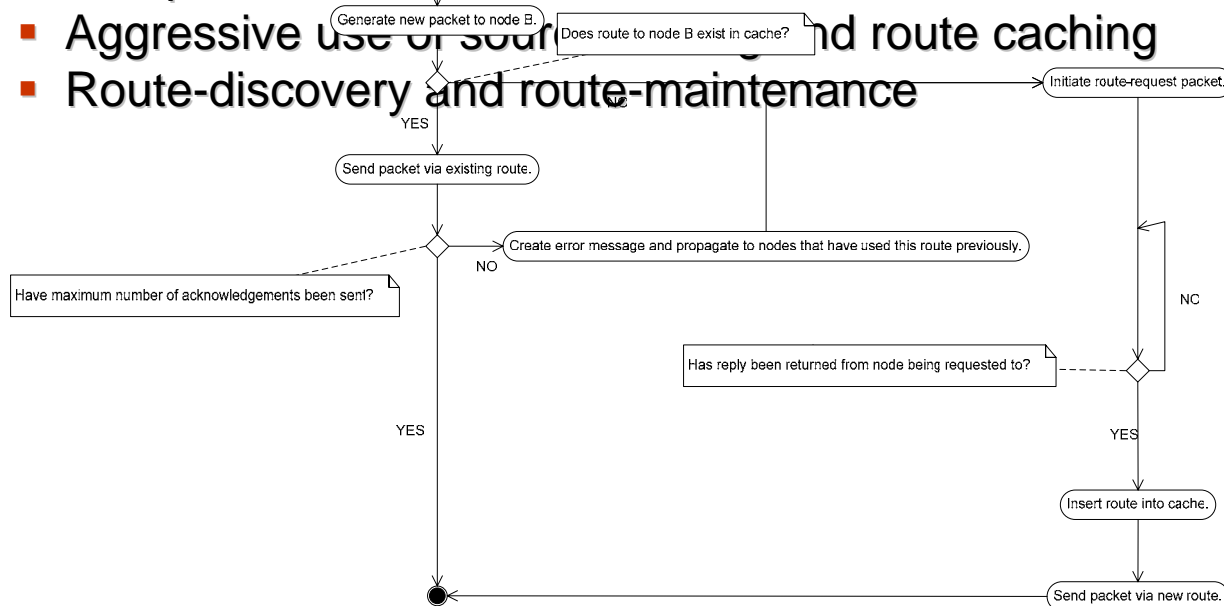 Generate new packet to node B.
Does route to node B exist in cache?
Aggressive use of route caching
Initiate route-request packet.
Route-discovery and route-maintenance
NO
YES
Send packet via existing route.
Create error message and propagate to nodes that have used this route previously.
NO
Have maximum number of acknowledgements been sent?
NO
Has reply been returned from node being requested to?
YES
YES
Insert route into cache.
Send packet via new route.